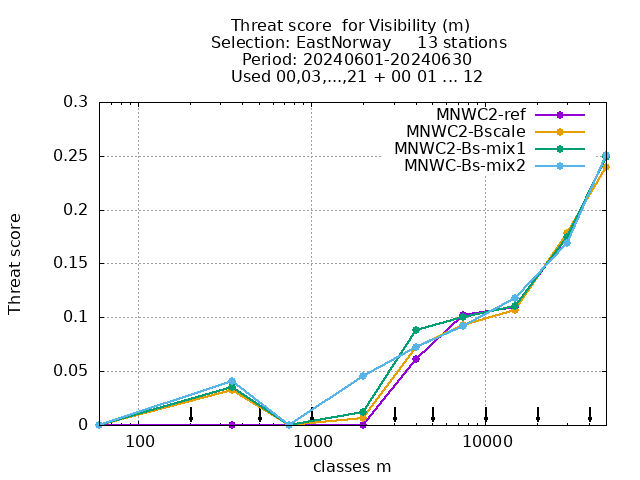 Threat score  for Visibility (m)
Selection: EastNorway     13 stations
Period: 20240601-20240630
Used 00,03,...,21 + 00 01 ... 12
MNWC2-ref
MNWC2-Bscale
MNWC2-Bs-mix1
MNWC-Bs-mix2
0.3
0.25
0.2
0.15
0.1
0.05
0
Threat score
100
1000
10000
classes m